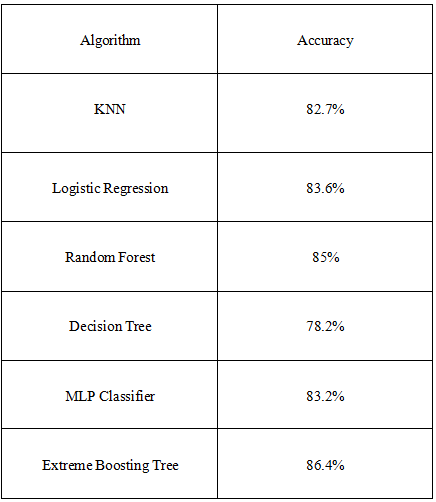 Algorithm Accuracy
KNN 82.7%
Logistic Regression 83.6%
Random Forest 85%
Decision Tree 78.2%
MLP Classifier 83.2%
Extreme Boosting Tree 86.4%